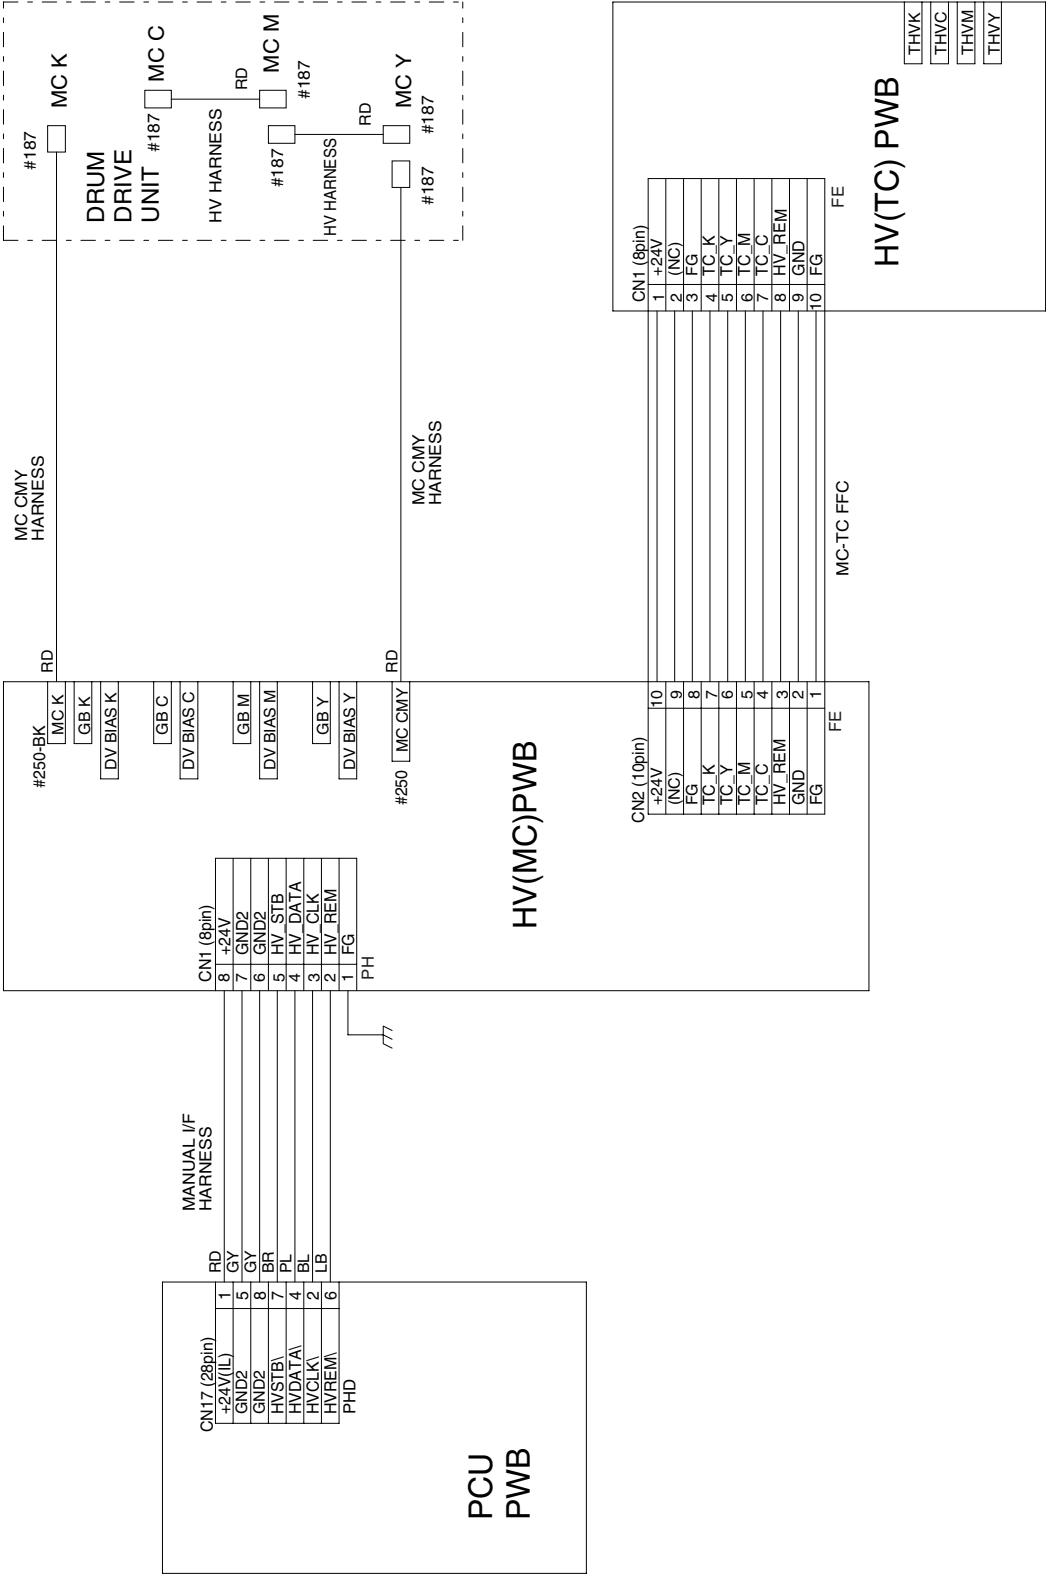 PCU
PWB
CN17 (28pin)
+24V(IL) 1 RD
GND2 5 GY
GND2 8 GY
HVSTB\ 7 BR
HVDATA\ 4 PL
HVCLK\ 2 BL
HVREM\ 6 LB
PHD
MANUAL I/F
HARNESS
HV(MC)PWB
CN1 (8pin)
8 +24V
7 GND2
6 GND2
5 HV_STB
4 HV_DATA
3 HV_CLK
2 HV_REM
1 FG
PH
#250-BK
MC K
RD
GB K
DV BIAS K
GB C
DV BIAS C
GB M
DV BIAS M
GB Y
DV BIAS Y
#250
MC CMY
RD
MC CMY
HARNESS
MC CMY
HARNESS
DRUM
DRIVE
UNIT
#187
MC K
#187
MC C
HV HARNESS
RD
MC M
#187
#187
HV HARNESS
RD
MC Y
#187
#187
CN2 (10pin)
+24V 10
(NC) 9
FG 8
TC_K 7
TC_Y 6
TC_M 5
TC_C 4
HV_REM 3
GND 2
FG 1
FE
MC-TC FFC
CN1 (8pin)
1 +24V
2 (NC)
3 FG
4 TC_K
5 TC_Y
6 TC_M
7 TC_C
8 HV_REM
9 GND
10 FG
FE
HV(TC) PWB
THVK
THVC
THVM
THVY